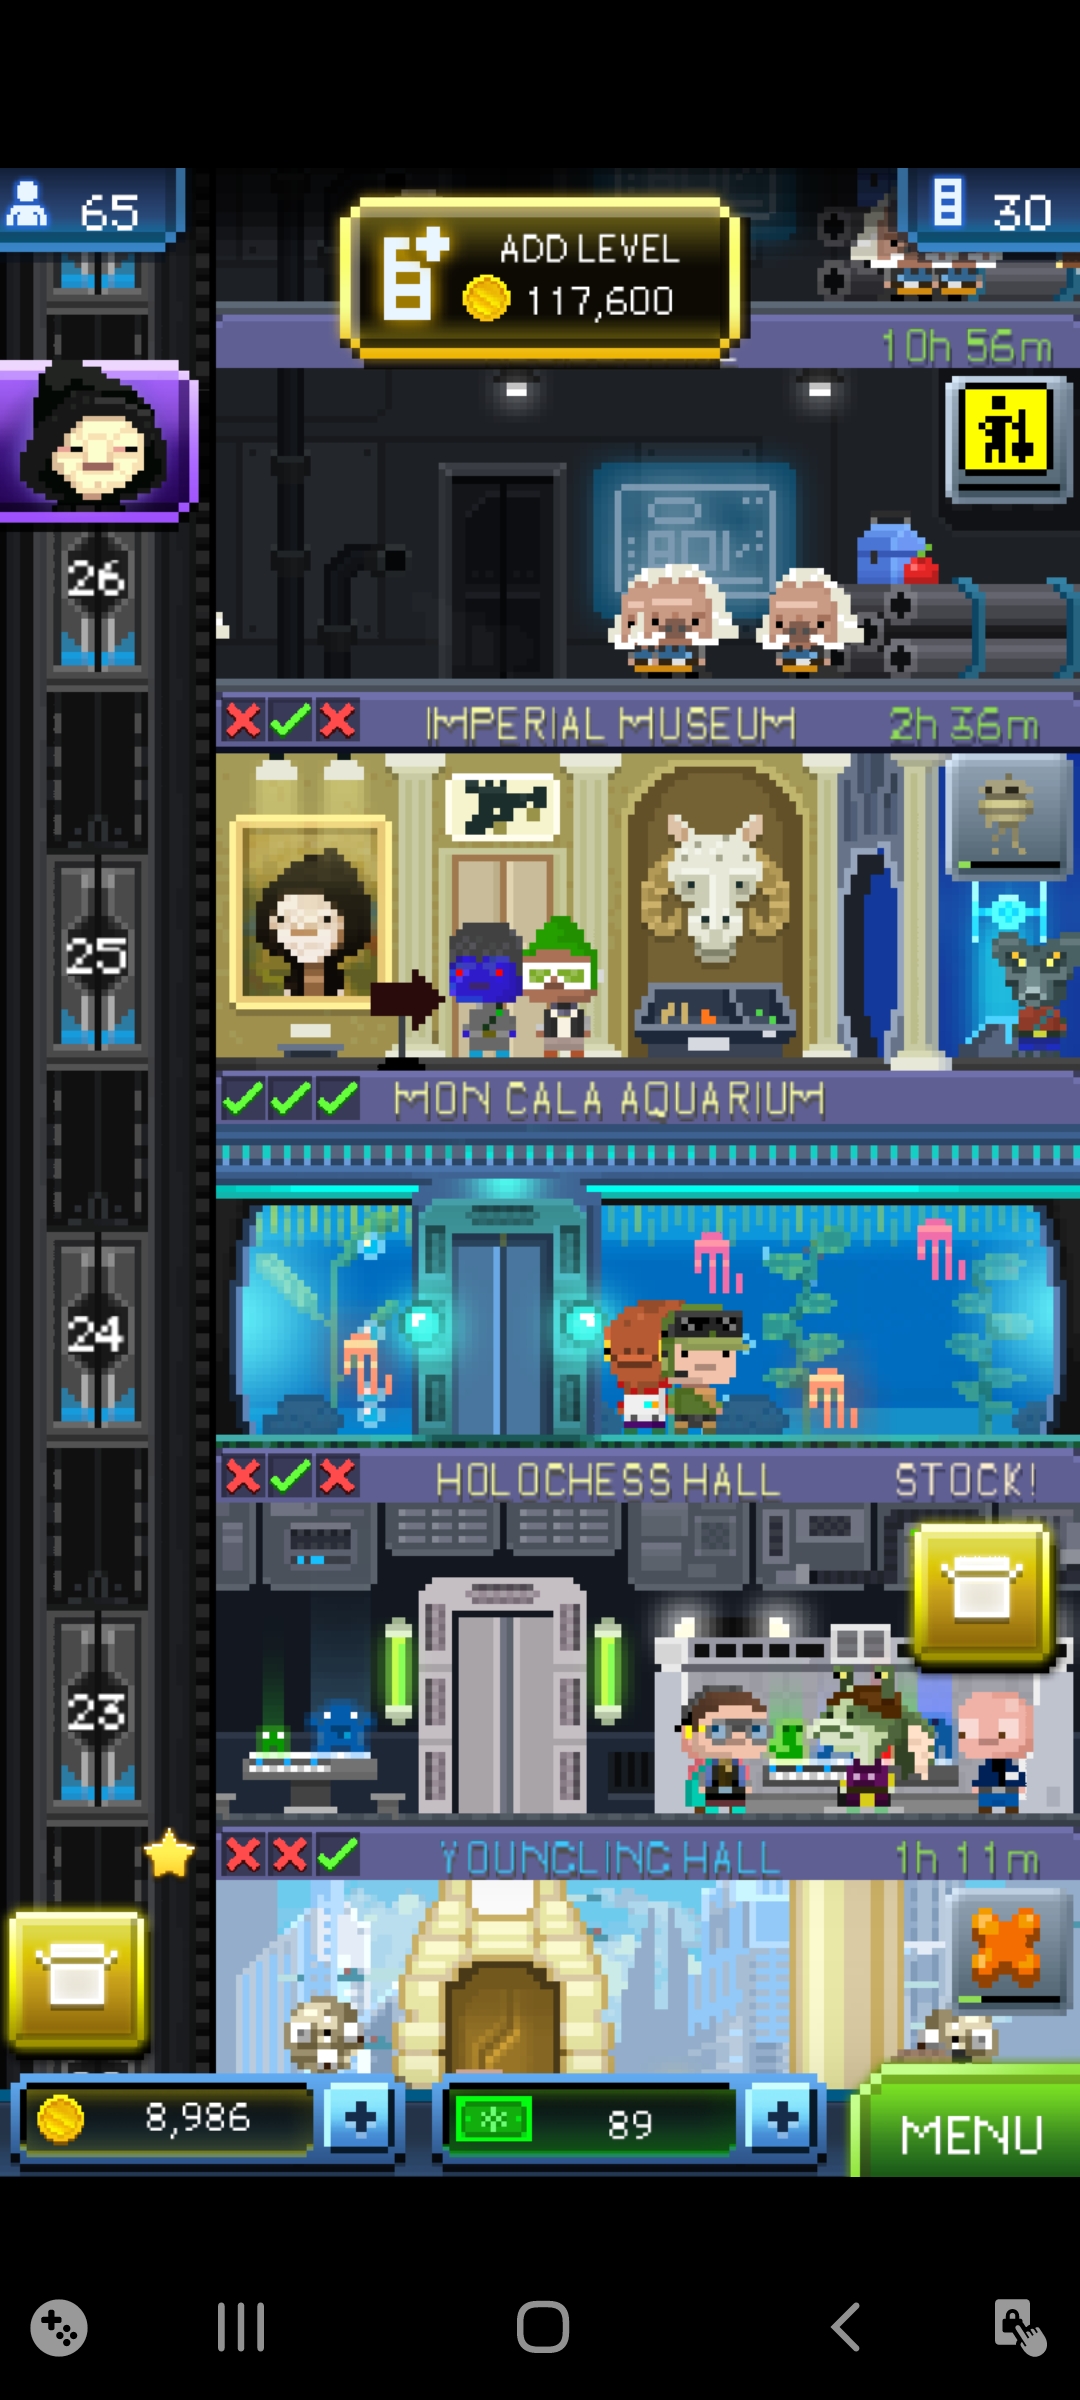 65
ADD LEVEL
117,600
30
10h 56m
26
IMPERIAL MUSEUM
2h 36m
25
MON CALA AQUARIUM
24
HOLOCHESS HALL
STOCK!
23
YOUNGLING HALL
1h 11m
8,986
89
MENU